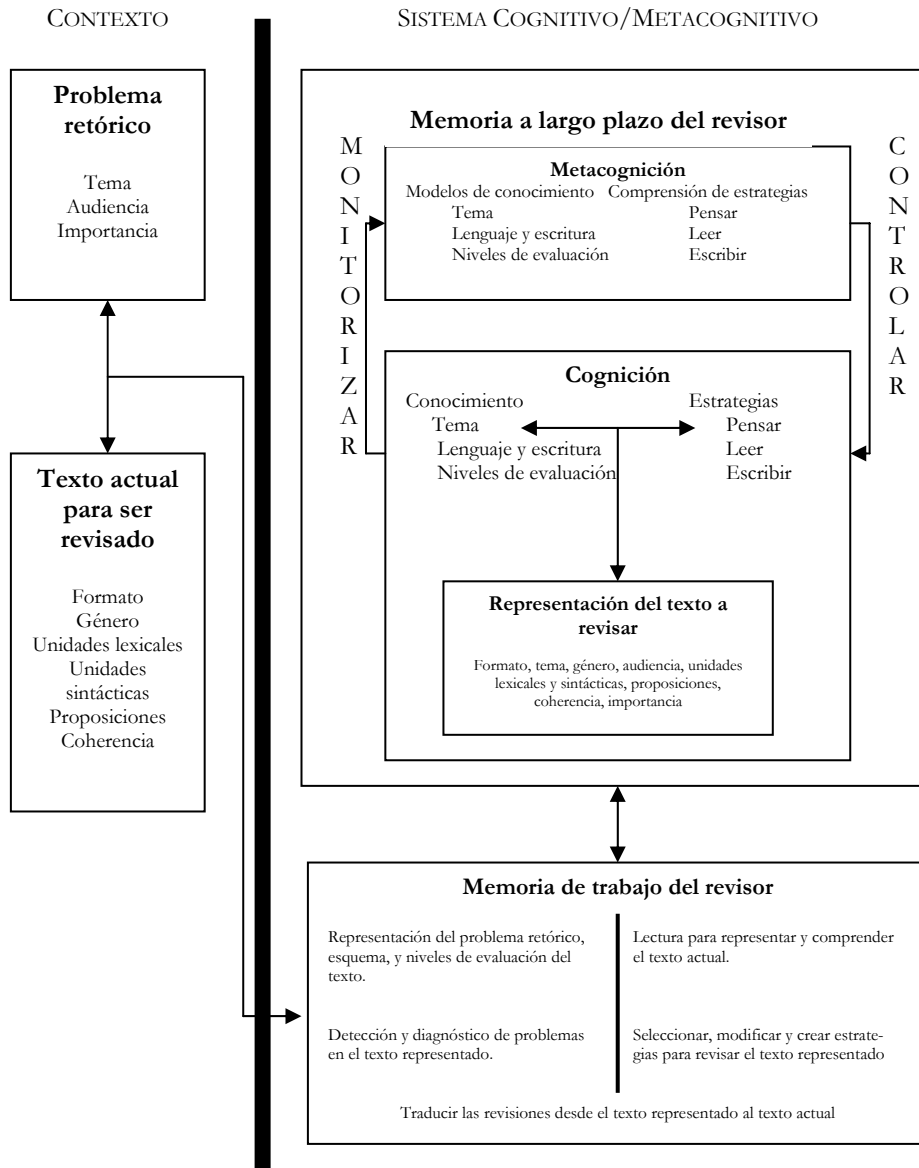 CONTEXTO
SISTEMA COGNITIVO/METACOGNITIVO
Problema
retórico
Tema
Audiencia
Importancia
Texto actual
para ser
revisado
Formato
Género
Unidades lexicales
Unidades
sintácticas
Proposiciones
Coherencia
Memoria a largo plazo del revisor
MONITORIZAR
CONTROLAR
Metacognición
Modelos de conocimiento Comprensión de estrategias
Tema Pensar
Lenguaje y escritura Leer
Niveles de evaluación Escribir
Cognición
Conocimiento Estrategias
Tema Pensar
Lenguaje y escritura Leer
Niveles de evaluación Escribir
Representación del texto a
revisar
Formato, tema, género, audiencia, unidades
lexicales y sintácticas, proposiciones,
coherencia, importancia
Memoria de trabajo del revisor
Representación del problema retórico,
esquema, y niveles de evaluación del
texto.
Lectura para representar y comprender
el texto actual.
Detección y diagnóstico de problemas
en el texto representado.
Seleccionar, modificar y crear estrate-
gias para revisar el texto representado
Traducir las revisiones desde el texto representado al texto actual